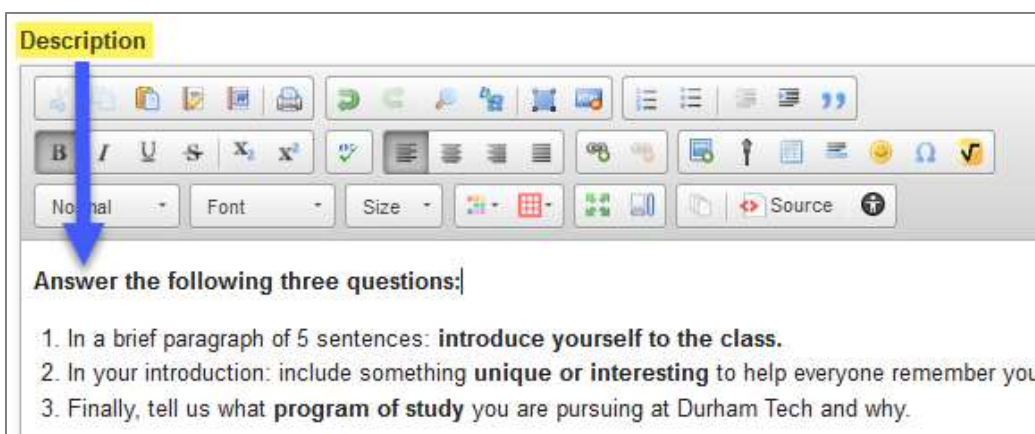 Description
B I U S X₂ x²
Normal Font Size Source
Answer the following three questions:
1. In a brief paragraph of 5 sentences: introduce yourself to the class.
2. In your introduction: include something unique or interesting to help everyone remember you
3. Finally, tell us what program of study you are pursuing at Durham Tech and why.